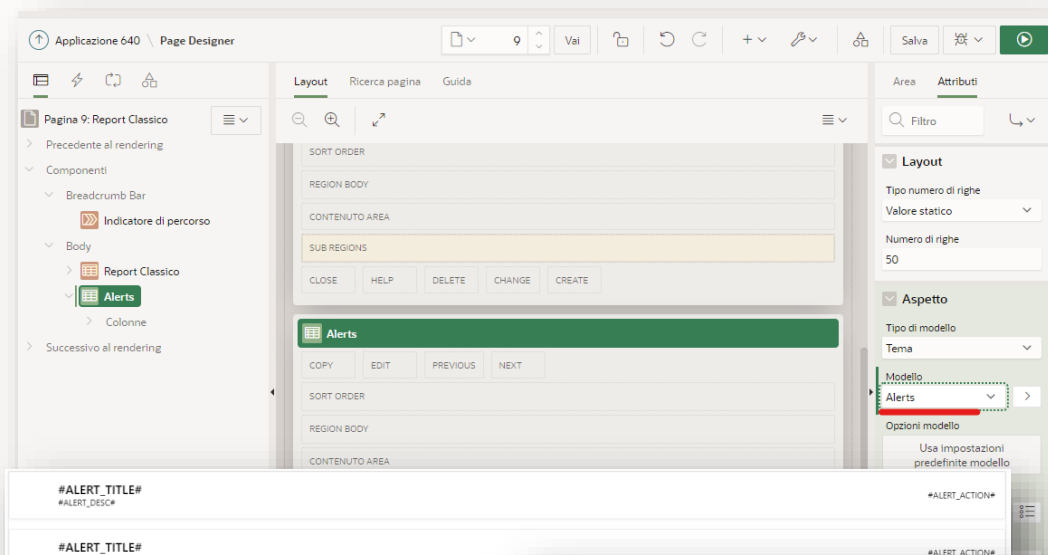 Applicazione 640 \ Page Designer
9
Vai
Salva
Layout Ricerca pagina Guida
Area Attributi
Pagina 9: Report Classico
Filtro
Precedente al rendering
Componenti
Breadcrumb Bar
Indicatore di percorso
Body
Report Classico
Alerts
Colonne
Successivo al rendering
SORT ORDER
REGION BODY
CONTENUTO AREA
SUB REGIONS
CLOSE HELP DELETE CHANGE CREATE
Alerts
COPY EDIT PREVIOUS NEXT
SORT ORDER
REGION BODY
CONTENUTO AREA
Layout
Tipo numero di righe
Valore statico
Numero di righe
50
Aspetto
Tipo di modello
Tema
Modello
Alerts
Opzioni modello
Usa impostazioni
predefinite modello
#ALERT_TITLE#
#ALERT_DESC#
#ALERT_ACTION#
#ALERT_TITLE#
#ALERT_ACTION#